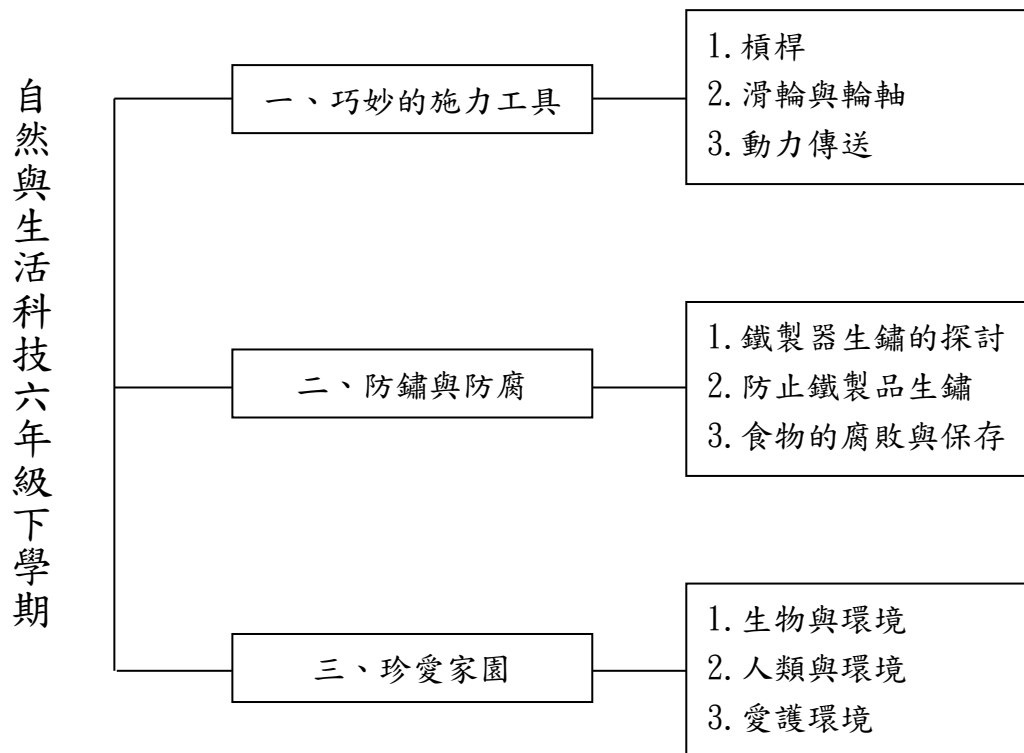 自然與生活科技六年級下學期
一、巧妙的施力工具
1.槓桿
2.滑輪與輪軸
3.動力傳送
二、防鏽與防腐
1.鐵製器生鏽的探討
2.防止鐵製品生鏽
3.食物的腐敗與保存
三、珍愛家園
1.生物與環境
2.人類與環境
3.愛護環境